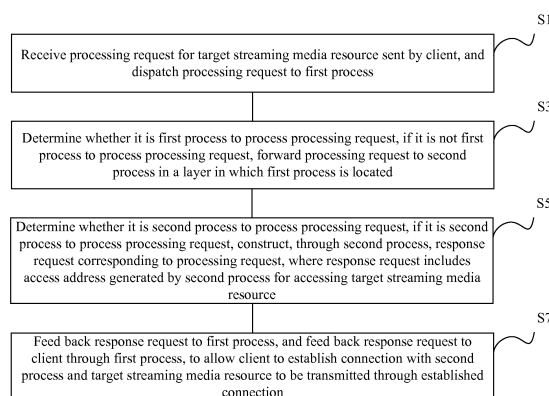 S1
Receive processing request for target streaming media resource sent by client, and
dispatch processing request to first process
S3
Determine whether it is first process to process processing request, if it is not first
process to process processing request, forward processing request to second
process in a layer in which first process is located
S5
Determine whether it is second process to process processing request, if it is second
process to process processing request, construct, through second process, response
request corresponding to processing request, where response request includes
access address generated by second process for accessing target streaming media
resource
S7
Feed back response request to first process, and feed back response request to
client through first process, to allow client to establish connection with second
process and target streaming media resource to be transmitted through established
connection